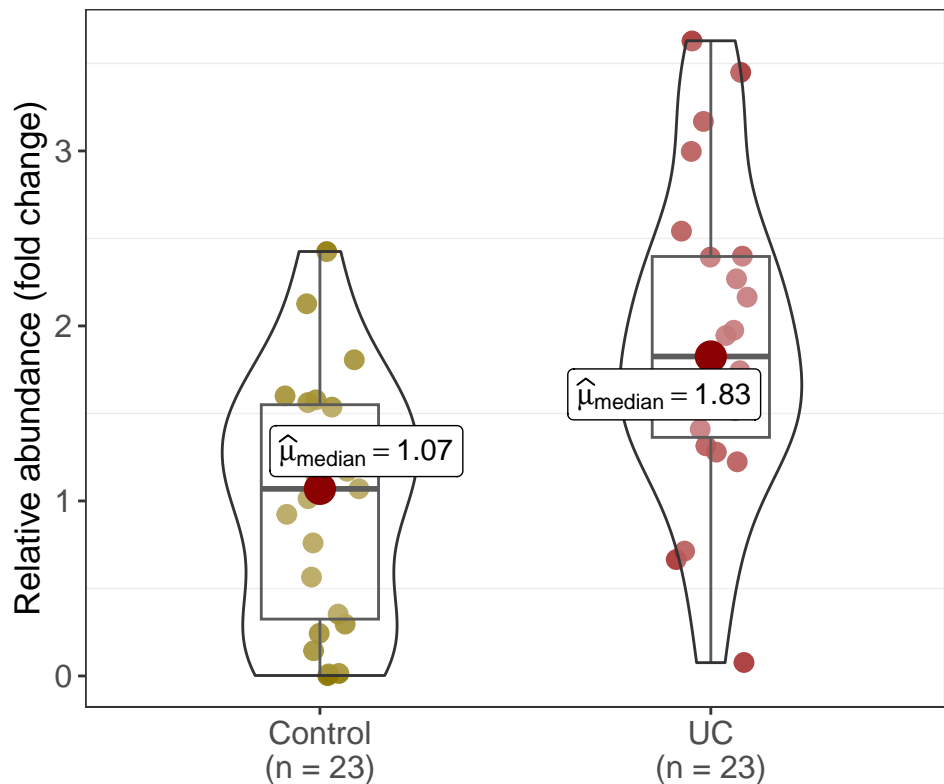 Relative abundance (fold change)
3
2
1
0
μ̂median = 1.07
μ̂median = 1.83
Control
(n = 23)
UC
(n = 23)